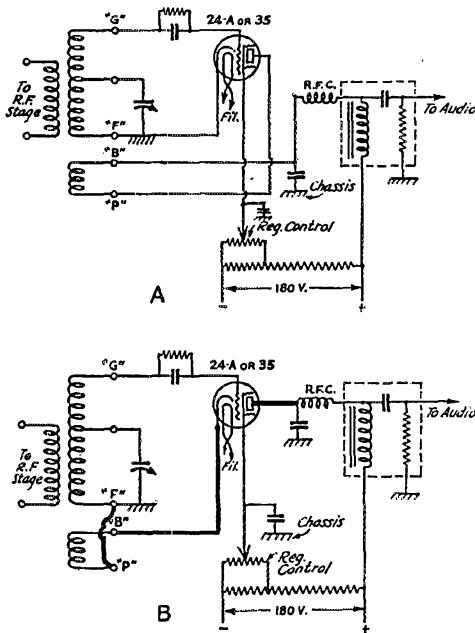 "G"
24-A OR 35
To
R.F.
Stage
Fil.
R.F.C.
To Audio
"F"
"B"
"P"
Chassis
Reg. Control
A
180 V.
- +
"G"
24-A OR 35
To
R.F
Stage
Fil.
R.F.C.
To Audio
"F"
"B"
"P"
Chassis
Reg.
Control
B
180 V.
- +